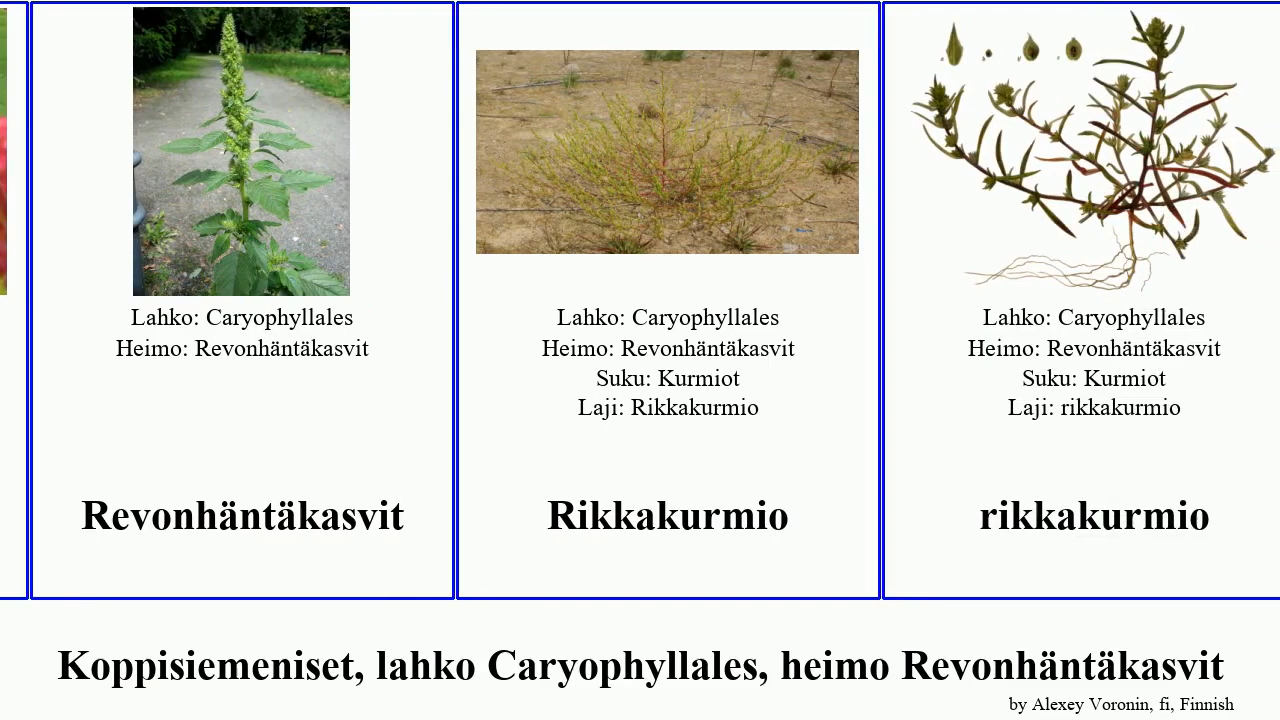 Lahko: Caryophyllales
Heimo: Revonhäntäkasvit
Revonhäntäkasvit
Lahko: Caryophyllales
Heimo: Revonhäntäkasvit
Suku: Kurmiot
Laji: Rikkakurmio
Rikkakurmio
Lahko: Caryophyllales
Heimo: Revonhäntäkasvit
Suku: Kurmiot
Laji: rikkakurmio
rikkakurmio
Koppisiemeniset, lahko Caryophyllales, heimo Revonhäntäkasvit
by Alexey Voronin, fi, Finnish